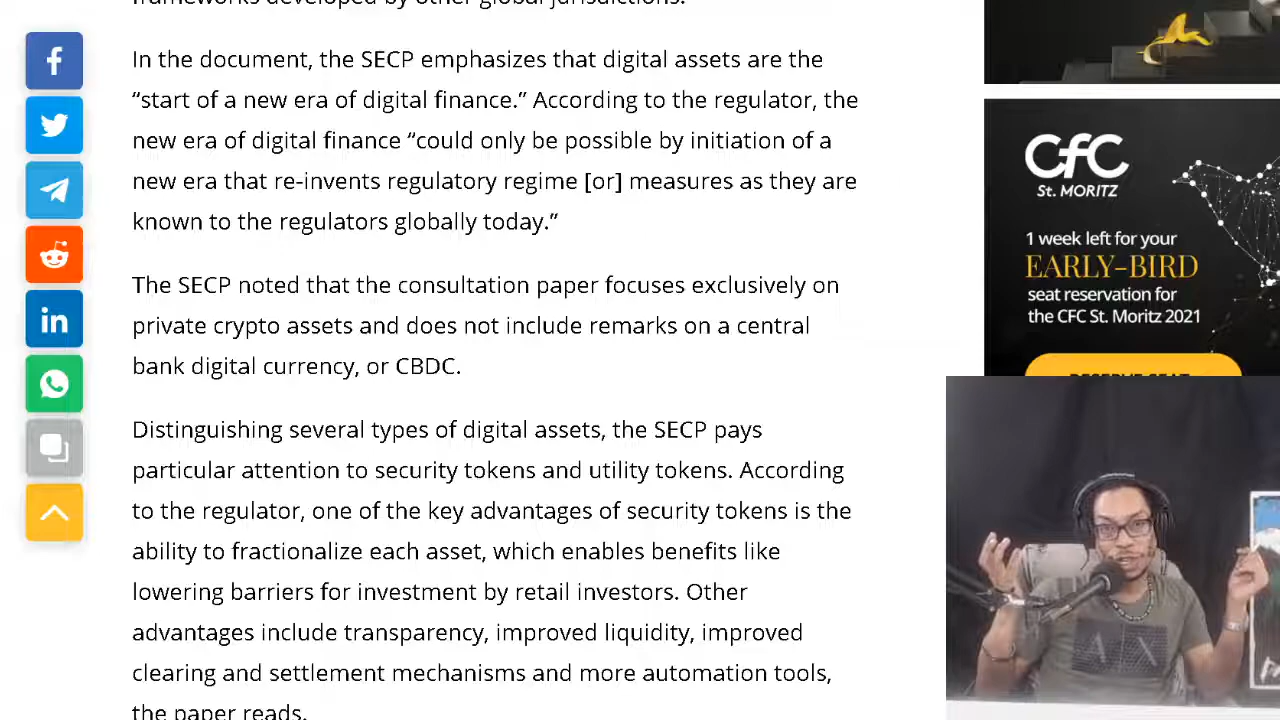 frameworks developed by other global jurisdictions.
In the document, the SECP emphasizes that digital assets are the
“start of a new era of digital finance.” According to the regulator, the
new era of digital finance “could only be possible by initiation of a
new era that re-invents regulatory regime [or] measures as they are
known to the regulators globally today.”
The SECP noted that the consultation paper focuses exclusively on
private crypto assets and does not include remarks on a central
bank digital currency, or CBDC.
Distinguishing several types of digital assets, the SECP pays
particular attention to security tokens and utility tokens. According
to the regulator, one of the key advantages of security tokens is the
ability to fractionalize each asset, which enables benefits like
lowering barriers for investment by retail investors. Other
advantages include transparency, improved liquidity, improved
clearing and settlement mechanisms and more automation tools,
the paper reads.
CfC
St. MORITZ
1 week left for your
EARLY-BIRD
seat reservation for
the CFC St. Moritz 2021
RESERVE SEAT
A X